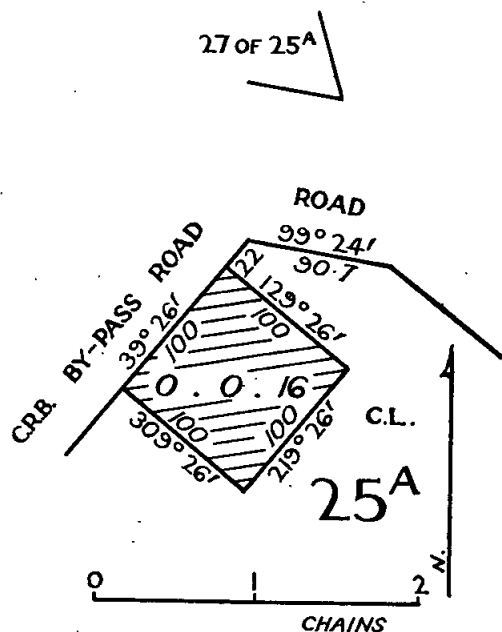 27 OF 25ᴬ
ROAD
99° 24′
90·7
22
C.R.B. BY-PASS ROAD
39° 26′
100
129° 26′
100
0 . 0 . 16
309° 26′
100
219° 26′
100
C.L.
25ᴬ
N.
0 1 2
CHAINS